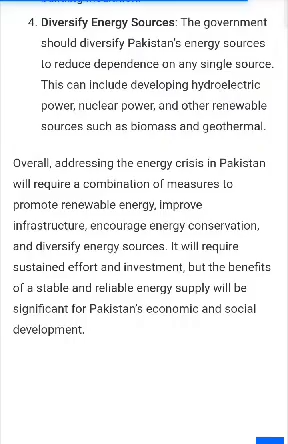 4. Diversify Energy Sources: The government
should diversify Pakistan's energy sources
to reduce dependence on any single source.
This can include developing hydroelectric
power, nuclear power, and other renewable
sources such as biomass and geothermal.
Overall, addressing the energy crisis in Pakistan
will require a combination of measures to
promote renewable energy, improve
infrastructure, encourage energy conservation,
and diversify energy sources. It will require
sustained effort and investment, but the benefits
of a stable and reliable energy supply will be
significant for Pakistan's economic and social
development.